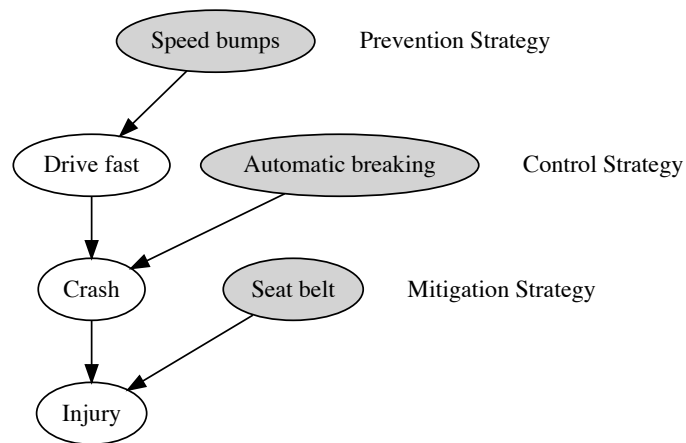 Speed bumps
Prevention Strategy
Drive fast
Automatic breaking
Control Strategy
Crash
Seat belt
Mitigation Strategy
Injury